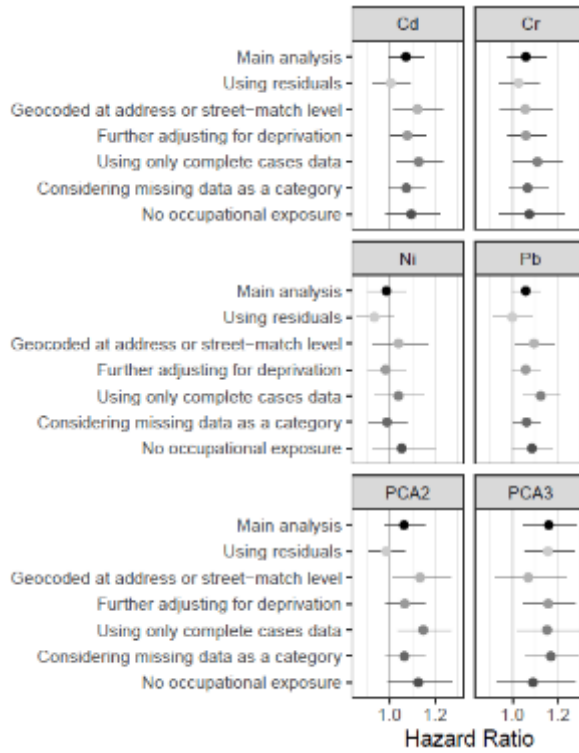 Cd Cr
Main analysis
Using residuals
Geocoded at address or street-match level
Further adjusting for deprivation
Using only complete cases data
Considering missing data as a category
No occupational exposure
Ni Pb
Main analysis
Using residuals
Geocoded at address or street-match level
Further adjusting for deprivation
Using only complete cases data
Considering missing data as a category
No occupational exposure
PCA2 PCA3
Main analysis
Using residuals
Geocoded at address or street-match level
Further adjusting for deprivation
Using only complete cases data
Considering missing data as a category
No occupational exposure
1.0 1.2 1.0 1.2
Hazard Ratio